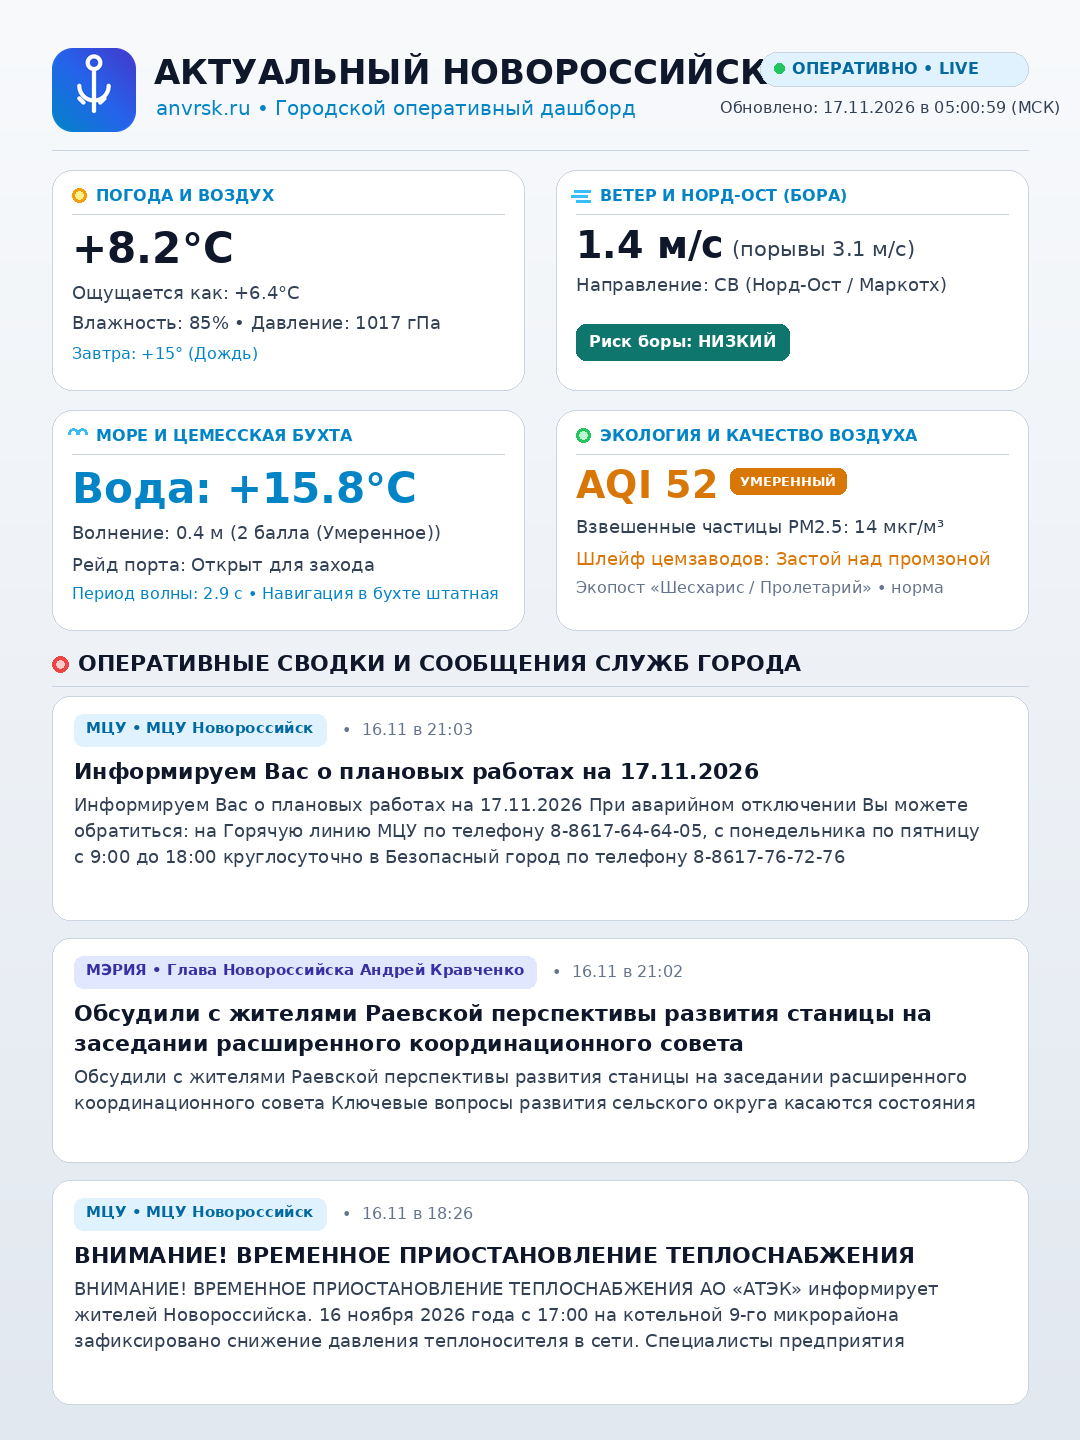 АКТУАЛЬНЫЙ НОВОРОССИЙСК
ОПЕРАТИВНО • LIVE
anvrsk.ru • Городской оперативный дашборд
Обновлено: 17.11.2026 в 05:00:59 (МСК)
ПОГОДА И ВОЗДУХ
+8.2°C
Ощущается как: +6.4°C
Влажность: 85% • Давление: 1017 гПа
Завтра: +15° (Дождь)
ВЕТЕР И НОРД-ОСТ (БОРА)
1.4 м/с (порывы 3.1 м/с)
Направление: СВ (Норд-Ост / Маркотх)
Риск боры: НИЗКИЙ
МОРЕ И ЦЕМЕССКАЯ БУХТА
Вода: +15.8°C
Волнение: 0.4 м (2 балла (Умеренное))
Рейд порта: Открыт для захода
Период волны: 2.9 с • Навигация в бухте штатная
ЭКОЛОГИЯ И КАЧЕСТВО ВОЗДУХА
AQI 52 УМЕРЕННЫЙ
Взвешенные частицы PM2.5: 14 мкг/м³
Шлейф цемзаводов: Застой над промзоной
Экопост «Шесхарис / Пролетарий» • норма
ОПЕРАТИВНЫЕ СВОДКИ И СООБЩЕНИЯ СЛУЖБ ГОРОДА
МЦУ • МЦУ Новороссийск • 16.11 в 21:03
Информируем Вас о плановых работах на 17.11.2026
Информируем Вас о плановых работах на 17.11.2026 При аварийном отключении Вы можете
обратиться: на Горячую линию МЦУ по телефону 8-8617-64-64-05, с понедельника по пятницу
с 9:00 до 18:00 круглосуточно в Безопасный город по телефону 8-8617-76-72-76
МЭРИЯ • Глава Новороссийска Андрей Кравченко • 16.11 в 21:02
Обсудили с жителями Раевской перспективы развития станицы на
заседании расширенного координационного совета
Обсудили с жителями Раевской перспективы развития станицы на заседании расширенного
координационного совета Ключевые вопросы развития сельского округа касаются состояния
МЦУ • МЦУ Новороссийск • 16.11 в 18:26
ВНИМАНИЕ! ВРЕМЕННОЕ ПРИОСТАНОВЛЕНИЕ ТЕПЛОСНАБЖЕНИЯ
ВНИМАНИЕ! ВРЕМЕННОЕ ПРИОСТАНОВЛЕНИЕ ТЕПЛОСНАБЖЕНИЯ АО «АТЭК» информирует
жителей Новороссийска. 16 ноября 2026 года с 17:00 на котельной 9-го микрорайона
зафиксировано снижение давления теплоносителя в сети. Специалисты предприятия